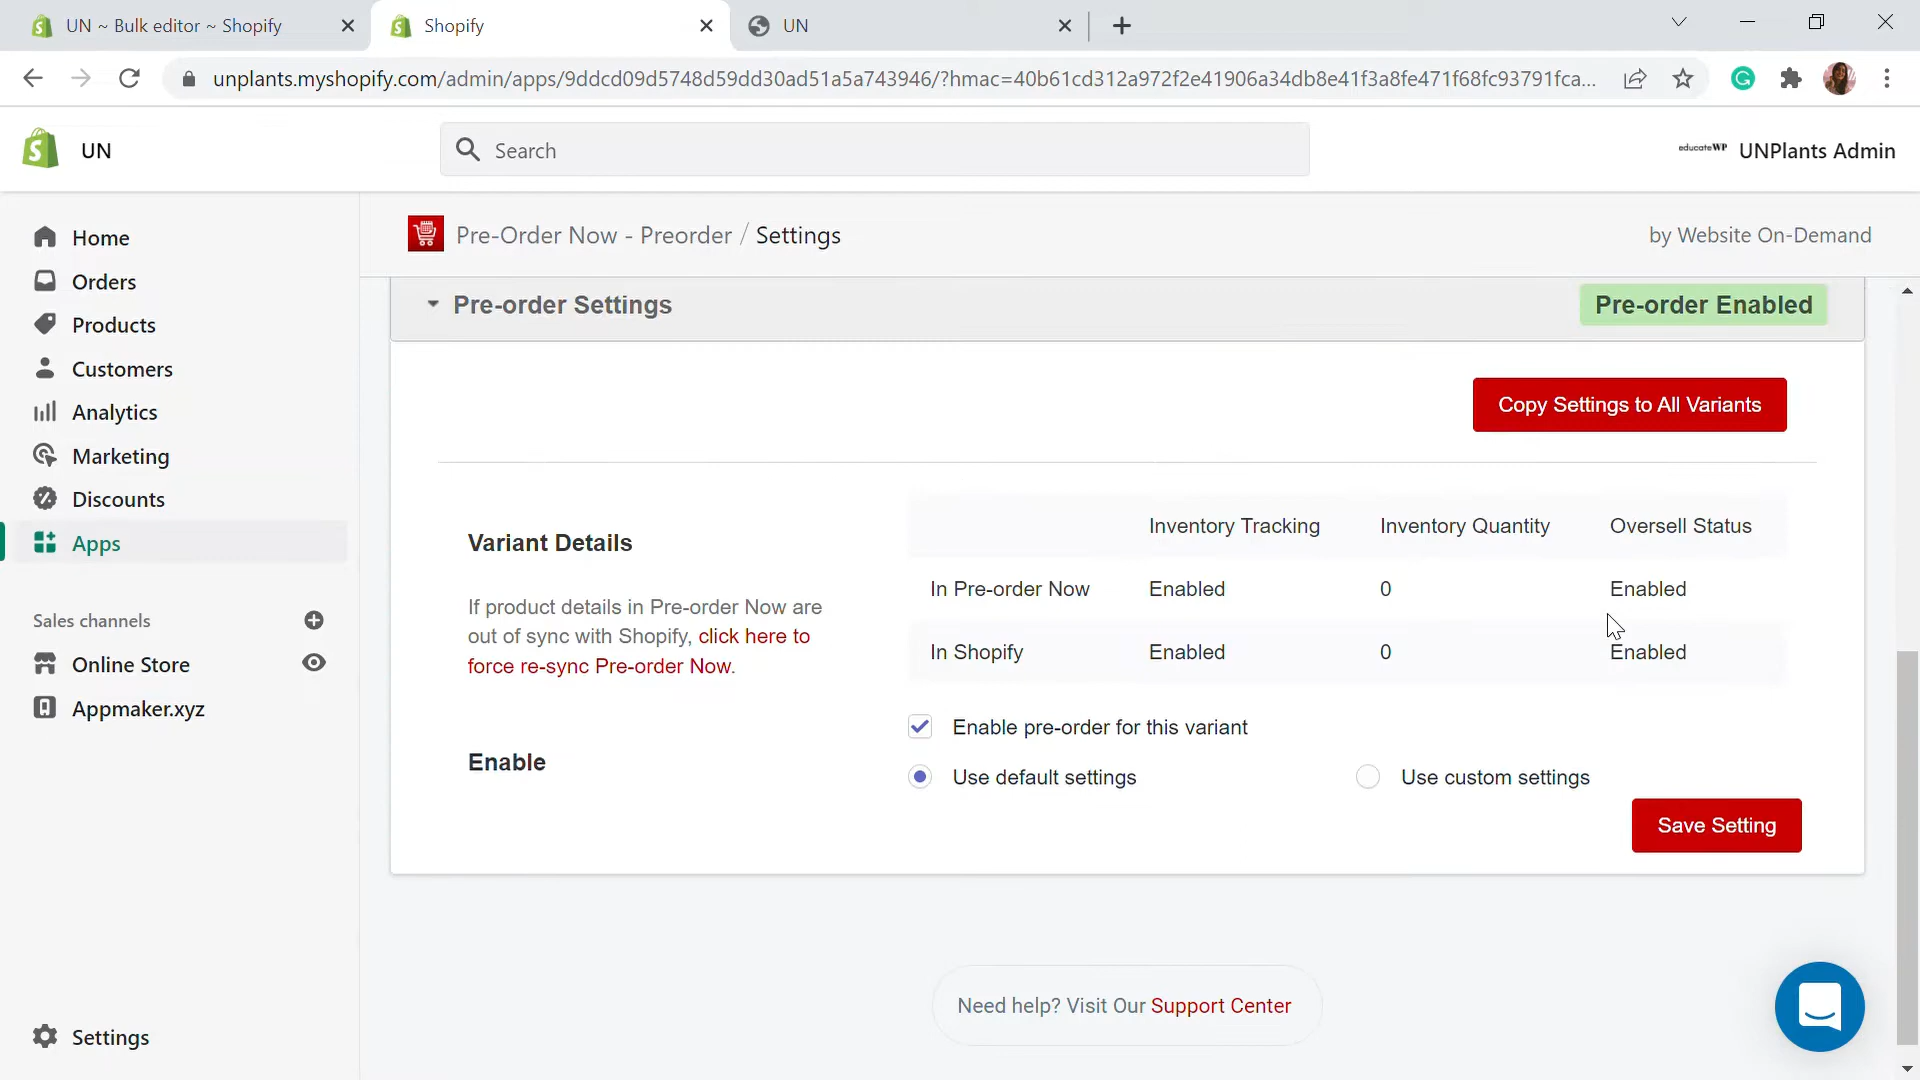 UN ~ Bulk editor ~ Shopify
Shopify
UN
unplants.myshopify.com/admin/apps/9ddcd09d5748d59dd30ad51a5a743946/?hmac=40b61cd312a972f2e41906a34db8e41f3a8fe471f68fc93791fca...
UN
Search
educateWP
UNPlants Admin
Home
Orders
Products
Customers
Analytics
Marketing
Discounts
Apps
Sales channels
Online Store
Appmaker.xyz
Settings
Pre-Order Now - Preorder / Settings
by Website On-Demand
Pre-order Settings
Pre-order Enabled
Copy Settings to All Variants
Variant Details
If product details in Pre-order Now are
out of sync with Shopify, click here to
force re-sync Pre-order Now.
Inventory Tracking Inventory Quantity Oversell Status
In Pre-order Now Enabled 0 Enabled
In Shopify Enabled 0 Enabled
Enable
Enable pre-order for this variant
Use default settings
Use custom settings
Save Setting
Need help? Visit Our Support Center